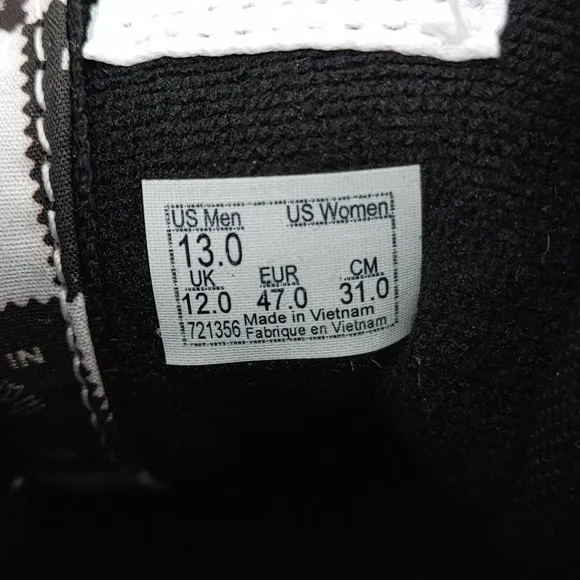 US Men US Women
13.0
UK EUR CM
12.0 47.0 31.0
721356 Made in Vietnam
Fabrique en Vietnam
IN